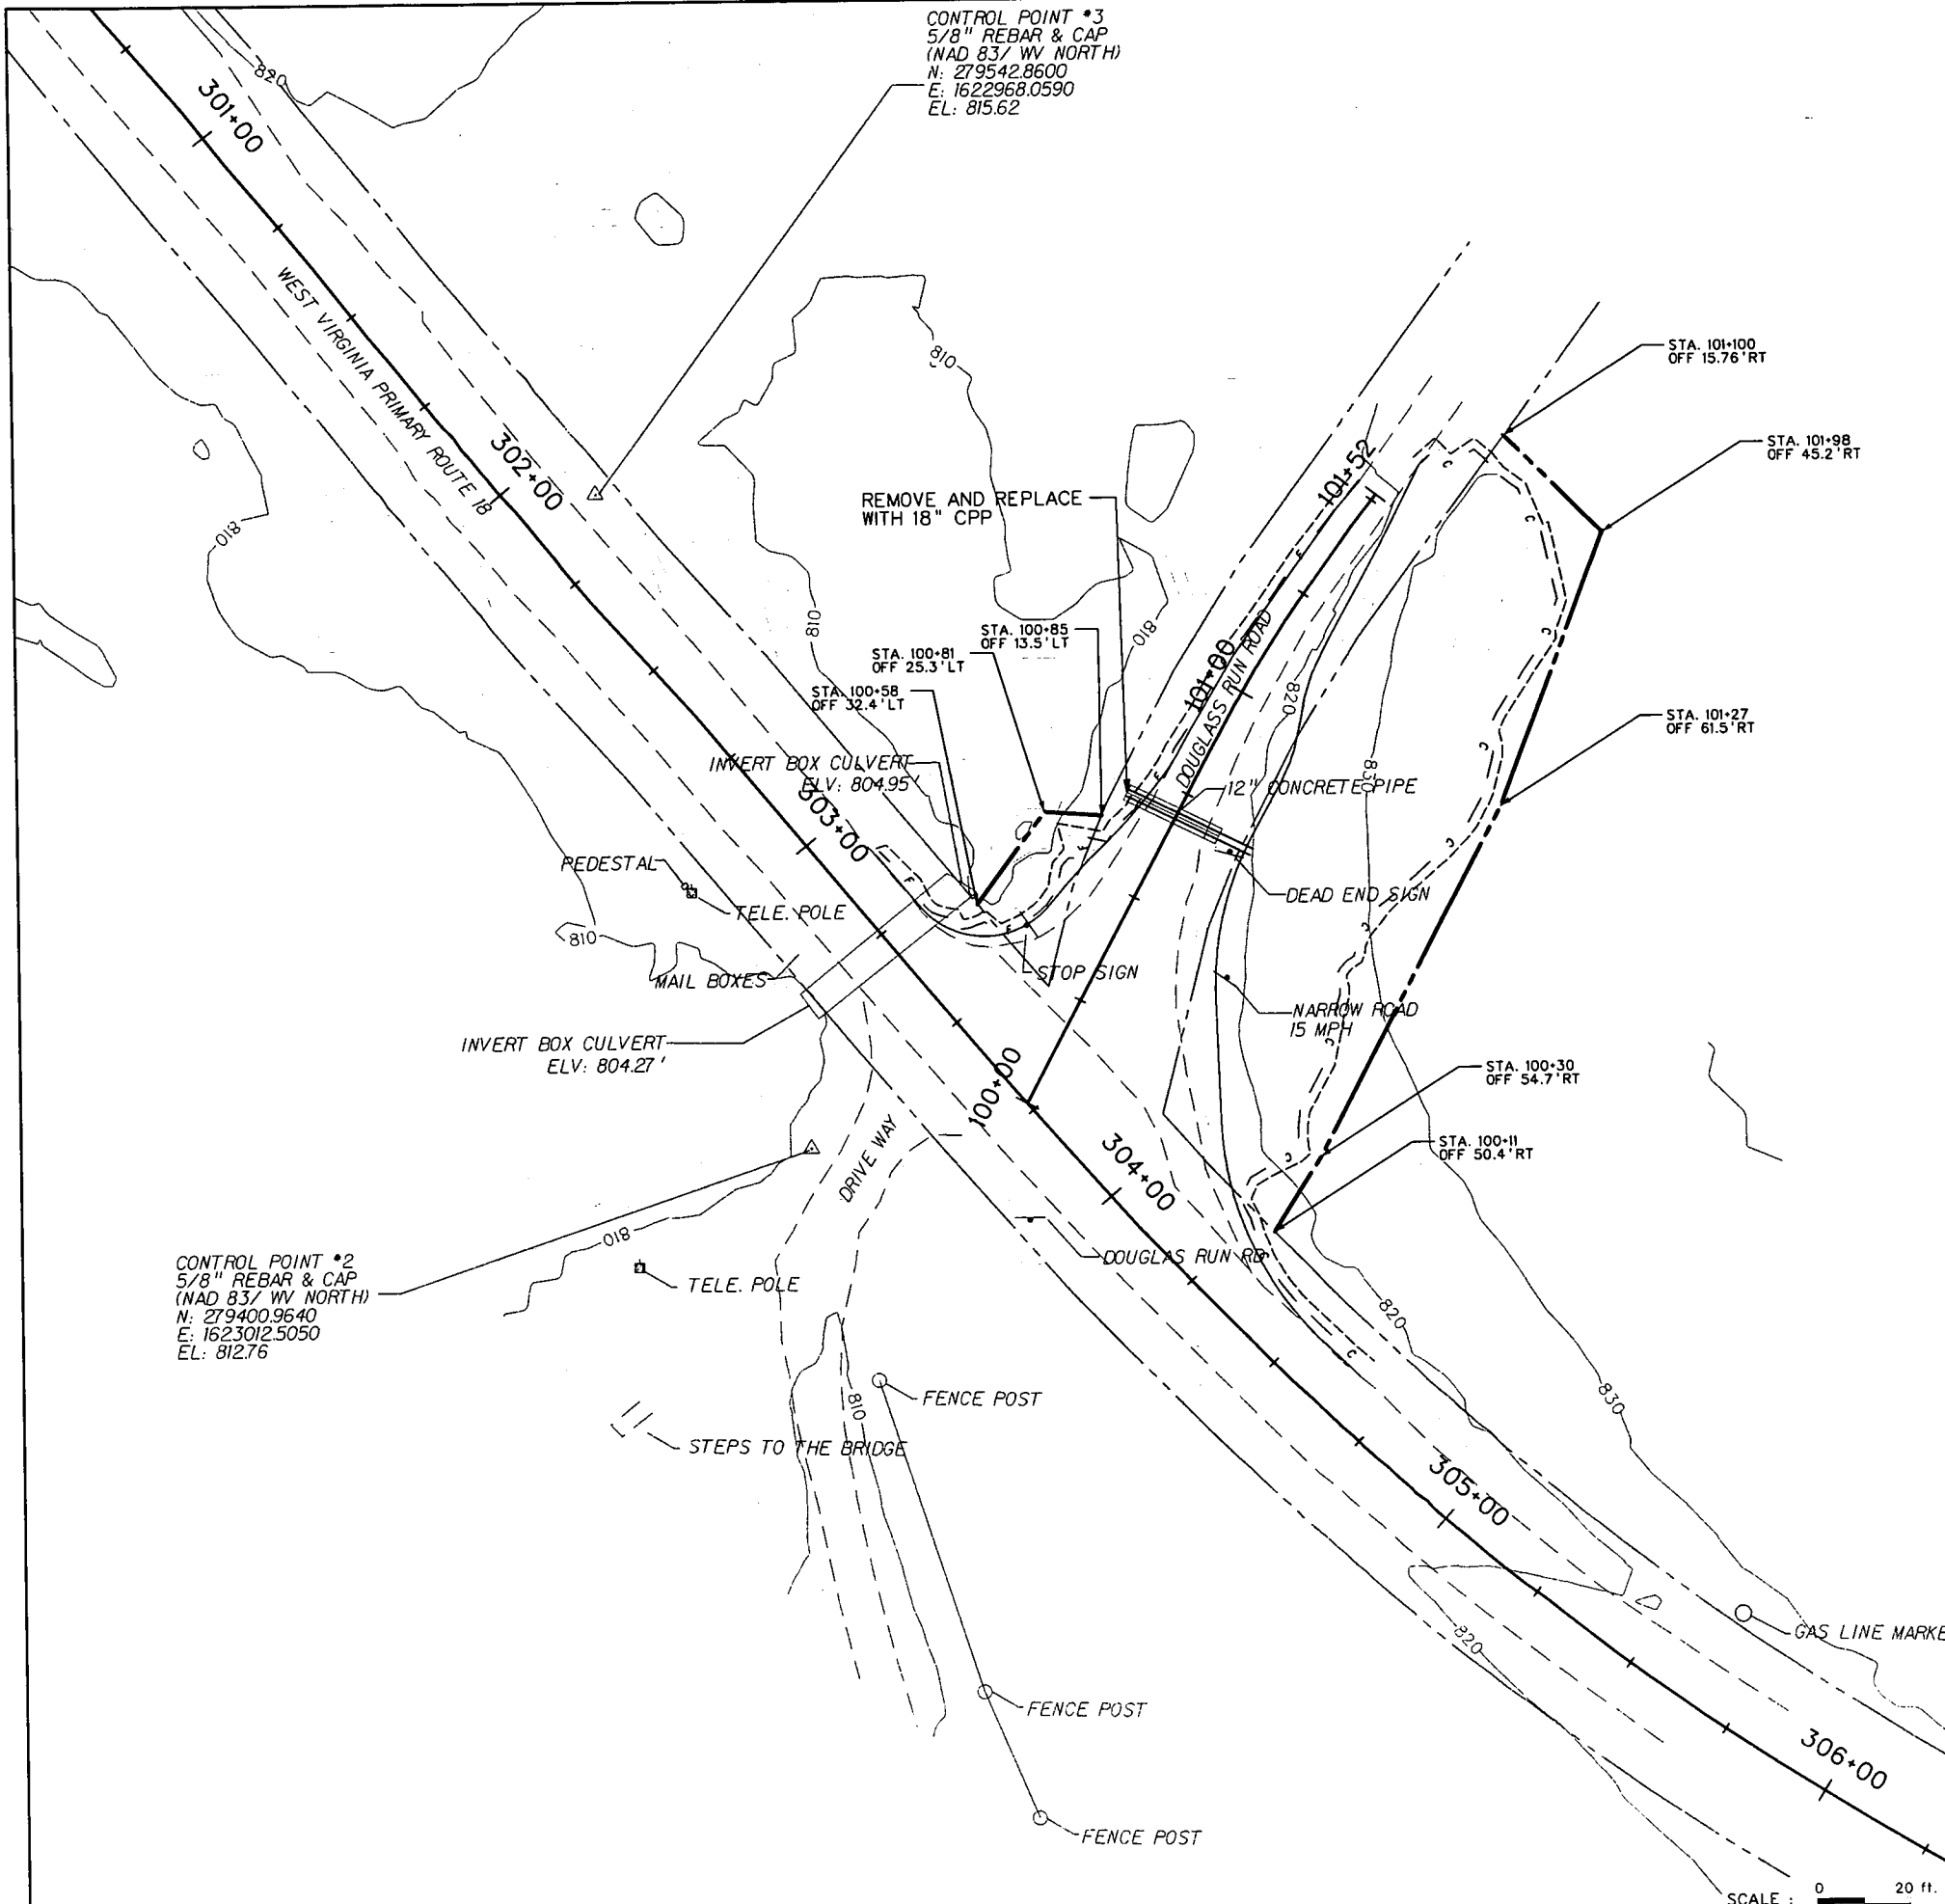 CONTROL POINT #3
5/8" REBAR & CAP
(NAD 83/ WV NORTH)
N: 279542.8600
E: 1622968.0590
EL: 815.62
820
301+00
WEST VIRGINIA PRIMARY ROUTE 18
302+00
810
810
810
810
STA. 101+100
OFF 15.76'RT
STA. 101+98
OFF 45.2'RT
REMOVE AND REPLACE
WITH 18" CPP
101+52
C
C
C
F
STA. 100+85
OFF 13.5'LT
STA. 100+81
OFF 25.3'LT
STA. 100+58
OFF 32.4'LT
101+00
DOUGLASS RUN ROAD
820
830
STA. 101+27
OFF 61.5'RT
C
C
INVERT BOX CULVERT
ELV: 804.95'
12" CONCRETE PIPE
F
F
303+00
PEDESTAL
TELE. POLE
F
F
DEAD END SIGN
810
MAIL BOXES
STOP SIGN
NARROW ROAD
15 MPH
C
C
INVERT BOX CULVERT
ELV: 804.27'
100+00
STA. 100+30
OFF 54.7'RT
STA. 100+11
OFF 50.4'RT
C
DRIVE WAY
304+00
810
CONTROL POINT #2
5/8" REBAR & CAP
(NAD 83/ WV NORTH)
N: 279400.9640
E: 1623012.5050
EL: 812.76
TELE. POLE
DOUGLAS RUN RD
C
C
820
830
FENCE POST
810
STEPS TO THE BRIDGE
305+00
820
GAS LINE MARKE
FENCE POST
306+00
FENCE POST
SCALE :
0 20 ft.